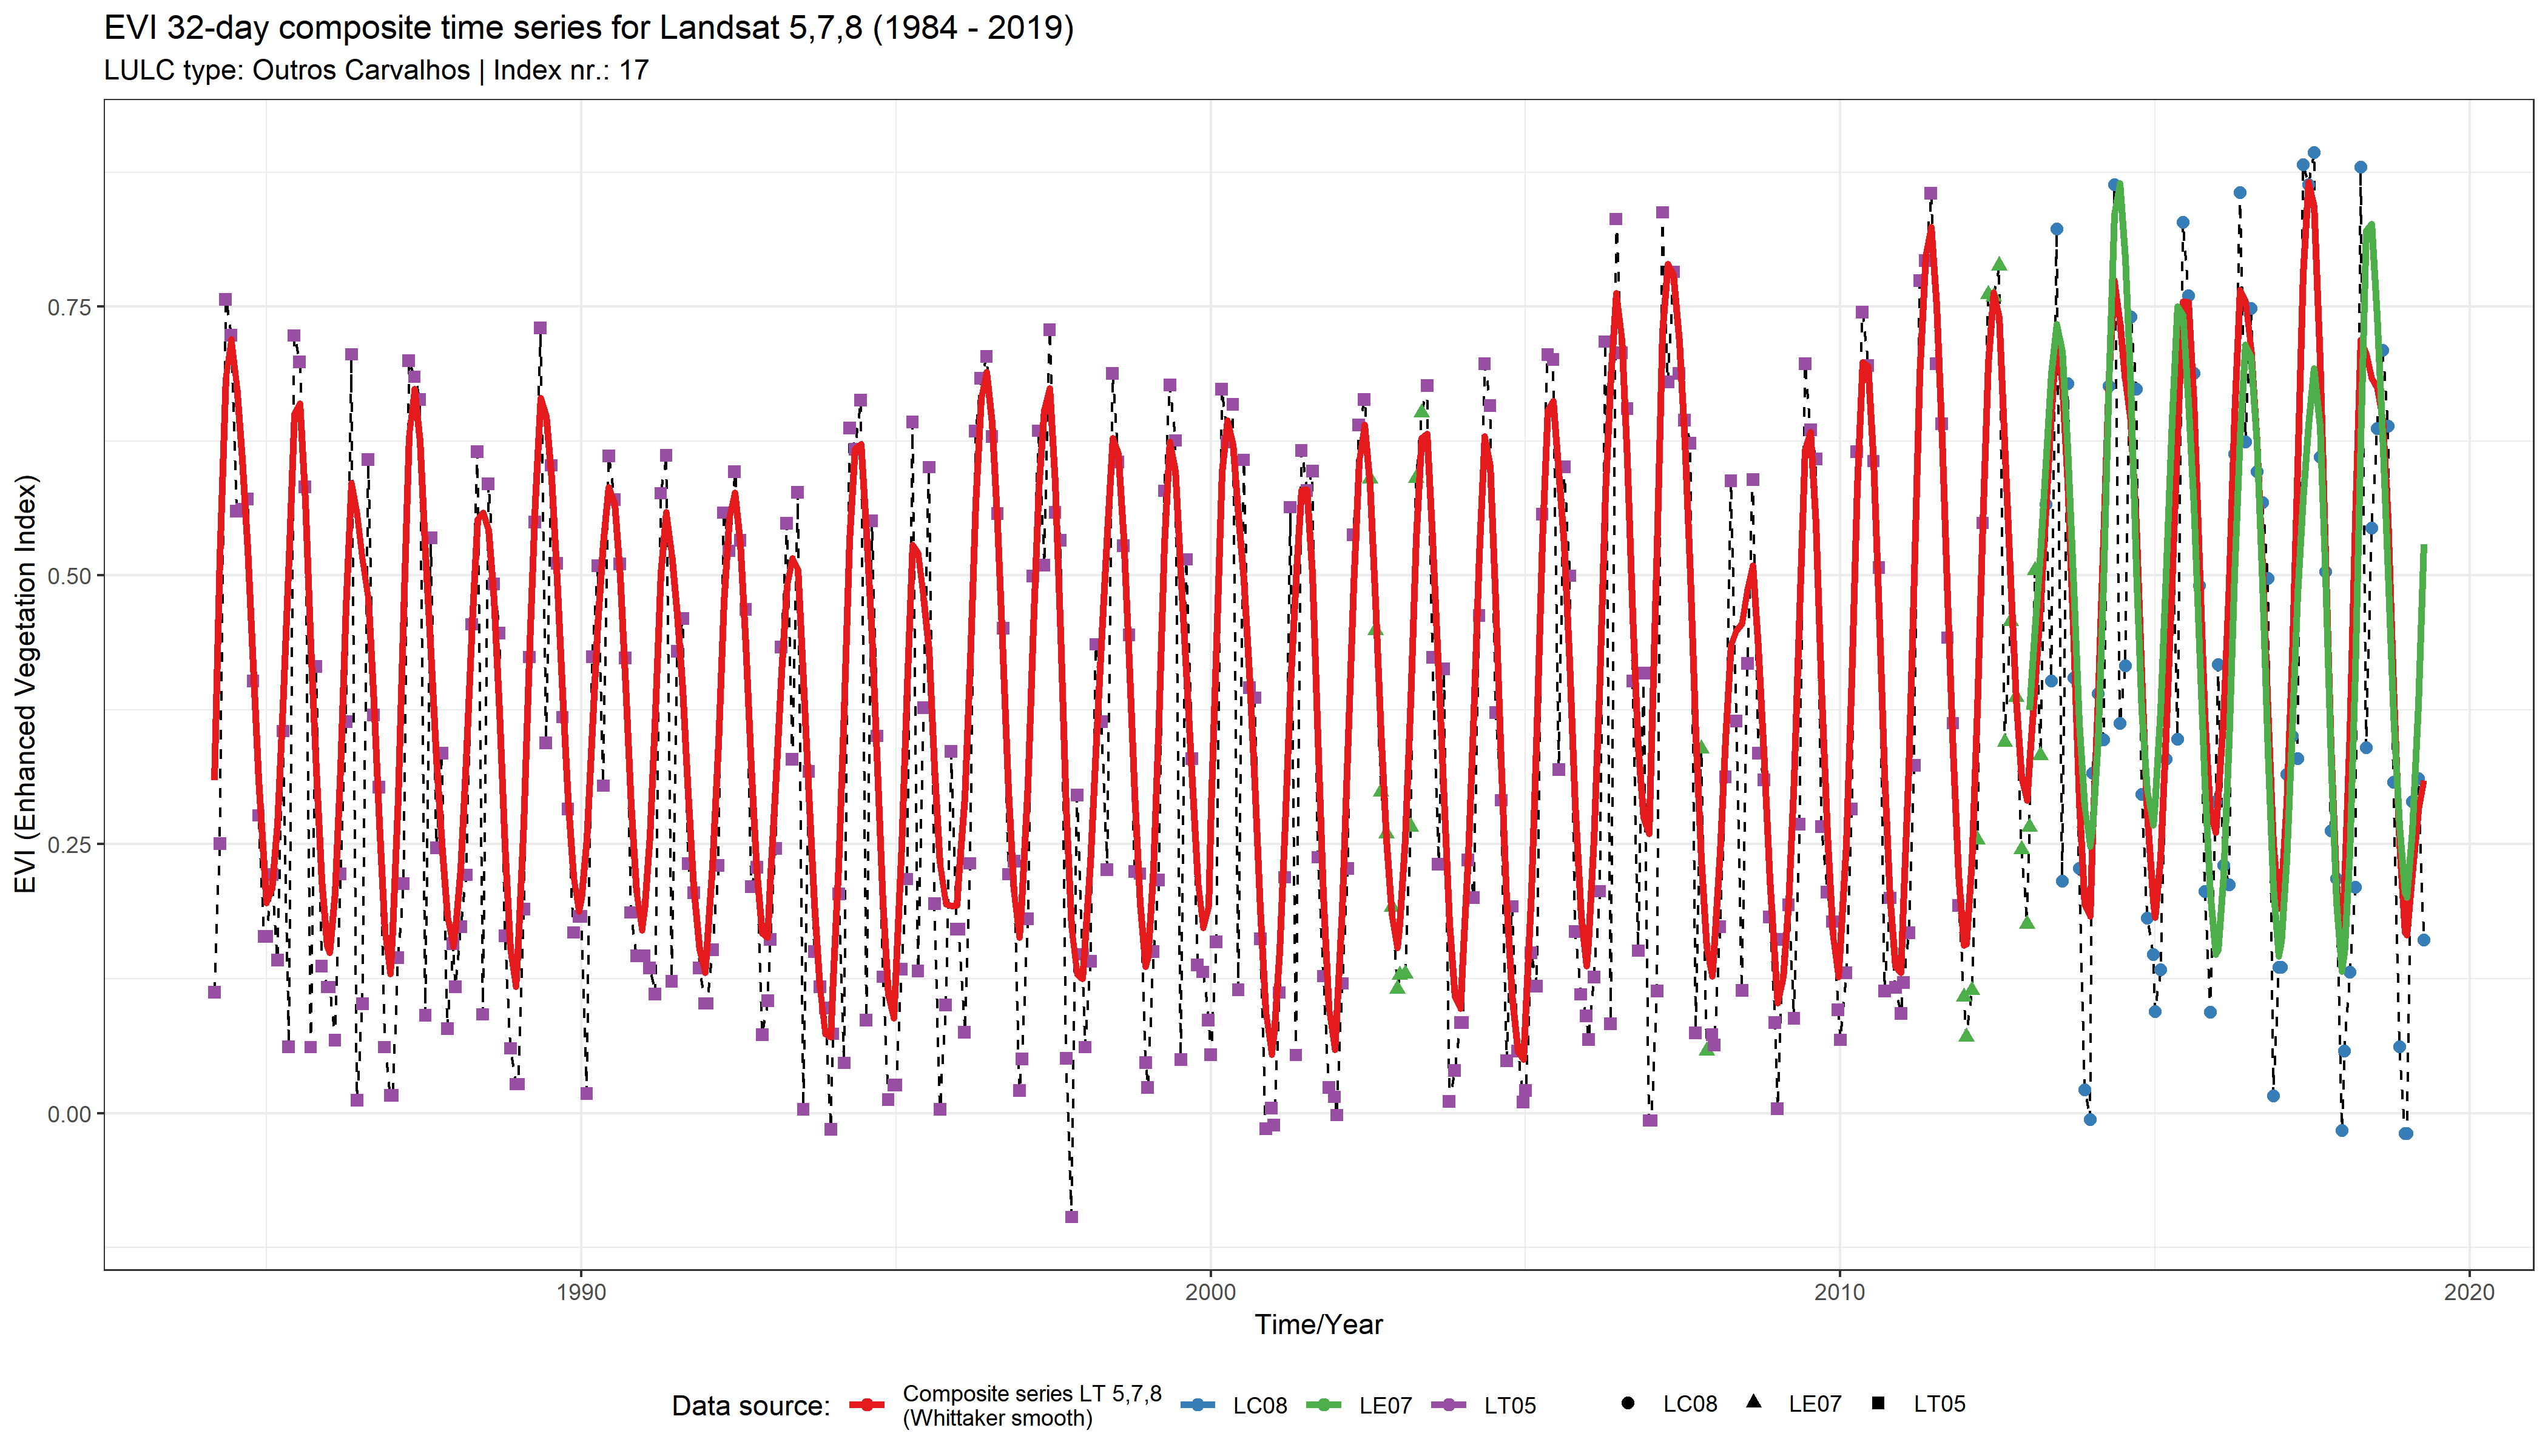 EVI 32-day composite time series for Landsat 5,7,8 (1984 - 2019)
LULC type: Outros Carvalhos | Index nr.: 17
EVI (Enhanced Vegetation Index)
0.75
0.50
0.25
0.00
1990
2000
2010
2020
Time/Year
Data source:
Composite series LT 5,7,8
(Whittaker smooth)
LC08
LE07
LT05
LC08
LE07
LT05